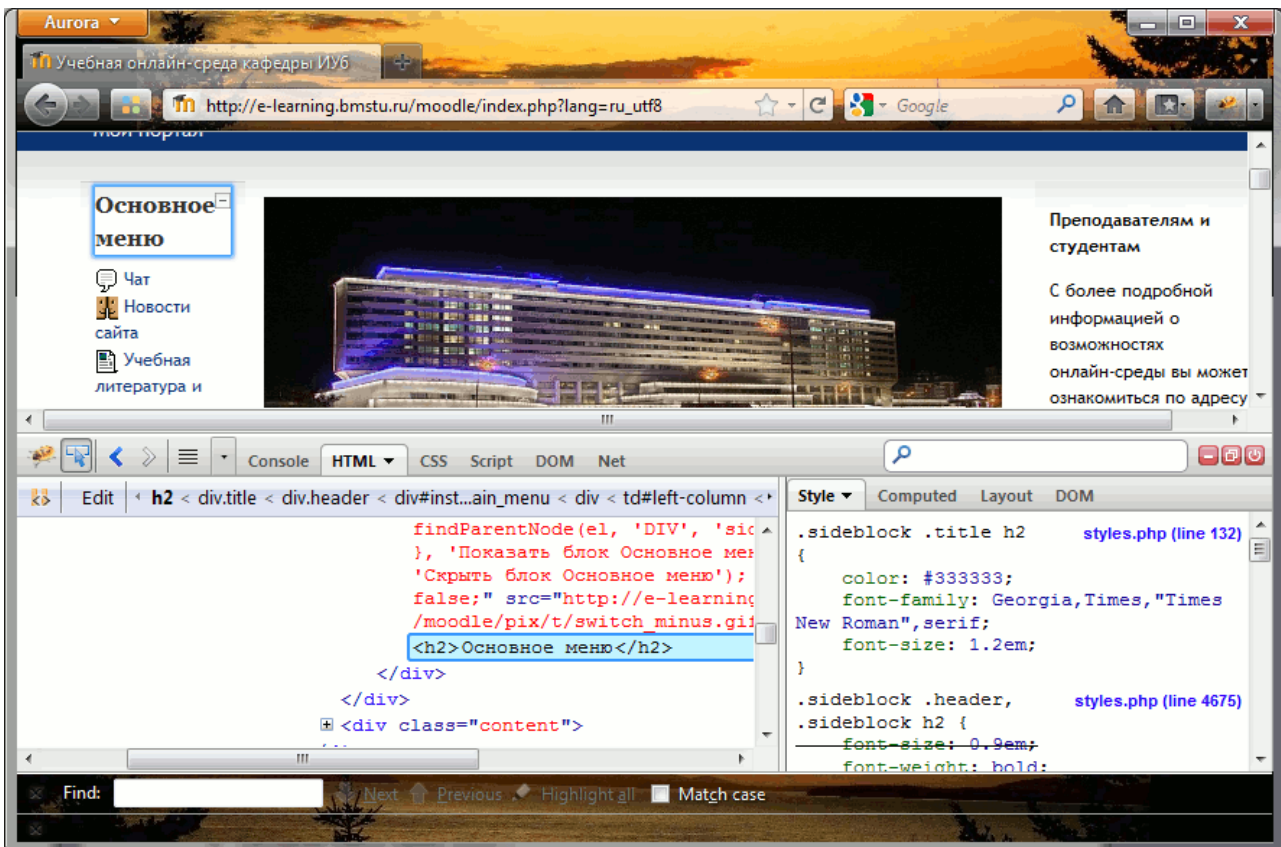 Aurora
Учебная онлайн-среда кафедры ИУ6
http://e-learning.bmstu.ru/moodle/index.php?lang=ru_utf8
Google
Мой портал
Основное
меню
Чат
Новости
сайта
Учебная
литература и
Преподавателям и
студентам
С более подробной
информацией о
возможностях
онлайн-среды вы может
ознакомиться по адресу
Console HTML CSS Script DOM Net
Edit h2 < div.title < div.header < div#inst...ain_menu < div < td#left-column <
findParentNode(el, 'DIV', 'sid
}, 'Показать блок Основное мен
'Скрыть блок Основное меню');
false;" src="http://e-learning
/moodle/pix/t/switch_minus.gif
<h2>Основное меню</h2>
</div>
</div>
<div class="content">
Style Computed Layout DOM
.sideblock .title h2 styles.php (line 132)
{
color: #333333;
font-family: Georgia,Times,"Times
New Roman",serif;
font-size: 1.2em;
}
.sideblock .header, styles.php (line 4675)
.sideblock h2 {
font-size: 0.9em;
font-weight: bold;
Find: Next Previous Highlight all Match case